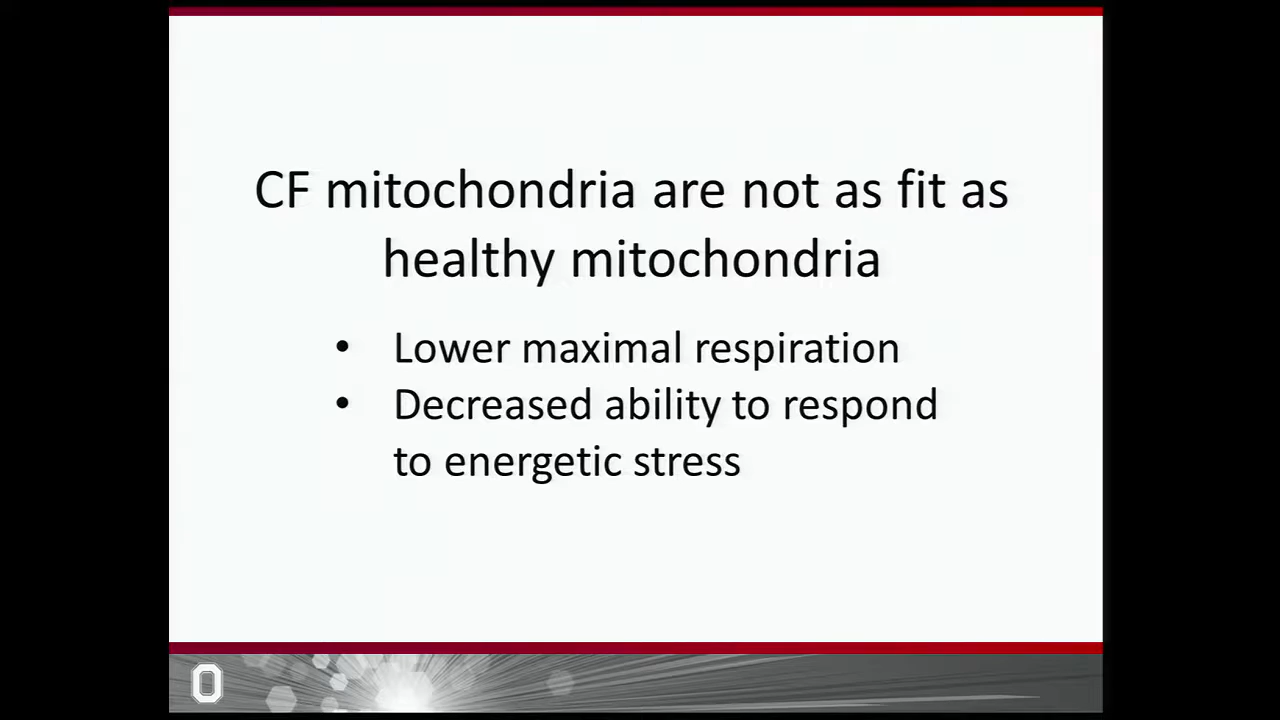 CF mitochondria are not as fit as
healthy mitochondria
• Lower maximal respiration
• Decreased ability to respond
to energetic stress
O